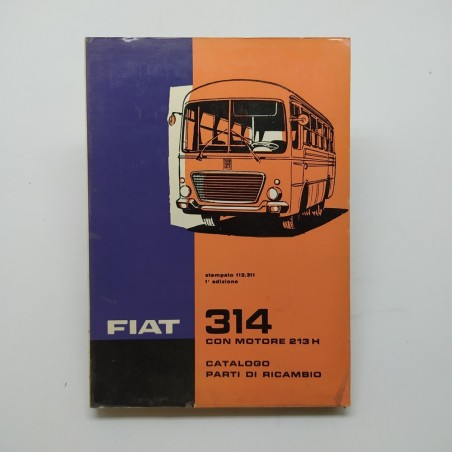 stampato 112.311
1ª edizione
FIAT
314
CON MOTORE 213 H
CATALOGO
PARTI DI RICAMBIO